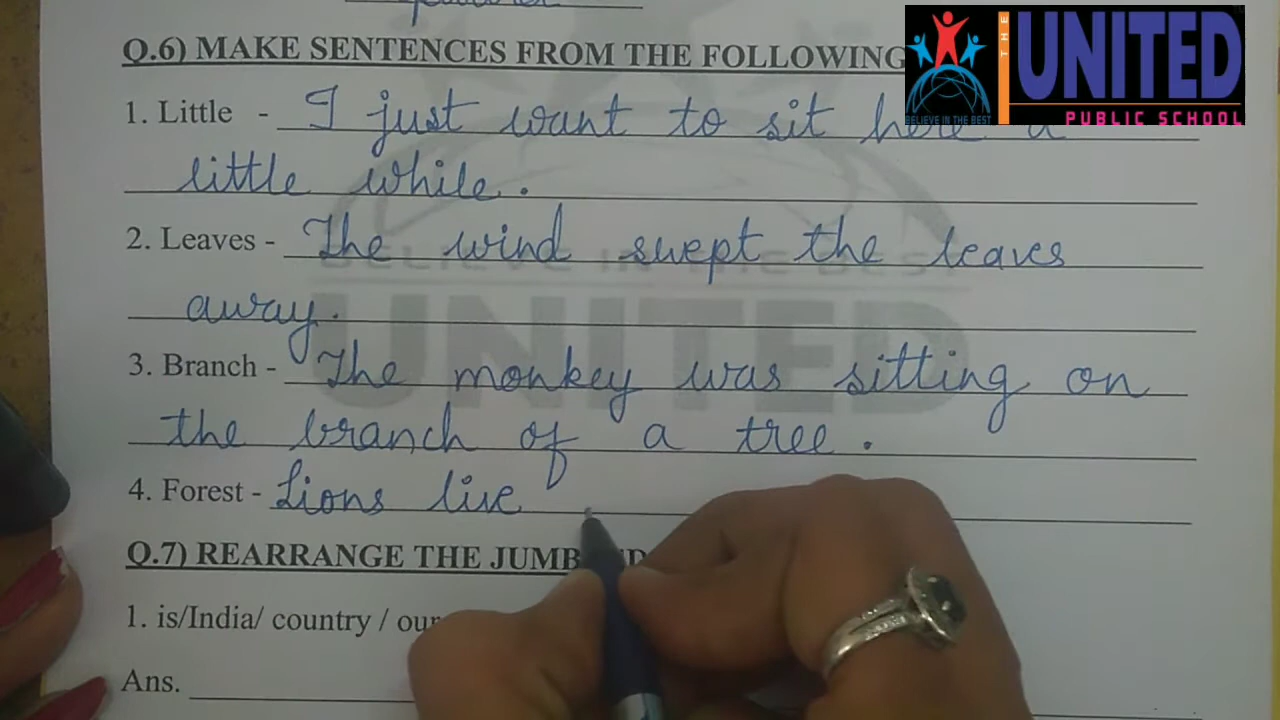 Q.6) MAKE SENTENCES FROM THE FOLLOWING
THE UNITED
PUBLIC SCHOOL
BELIEVE IN THE BEST
1. Little - I just want to sit here a
little while.
2. Leaves - The wind swept the leaves
away.
3. Branch - The monkey was sitting on
the branch of a tree.
4. Forest - Lions live
Q.7) REARRANGE THE
1. is/India/ country / our
Ans.
UNITED